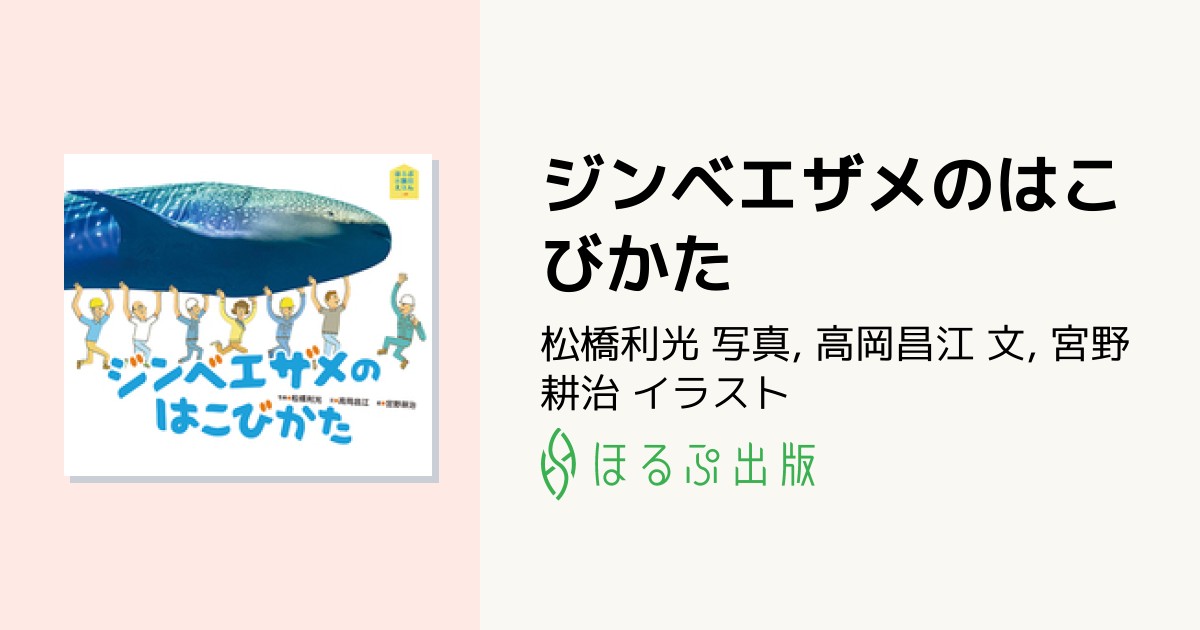 ジンベエザメの
はこびかた
ジンベエザメのはこ
びかた
松橋利光 写真, 高岡昌江 文, 宮野
耕治 イラスト
ほるぷ出版